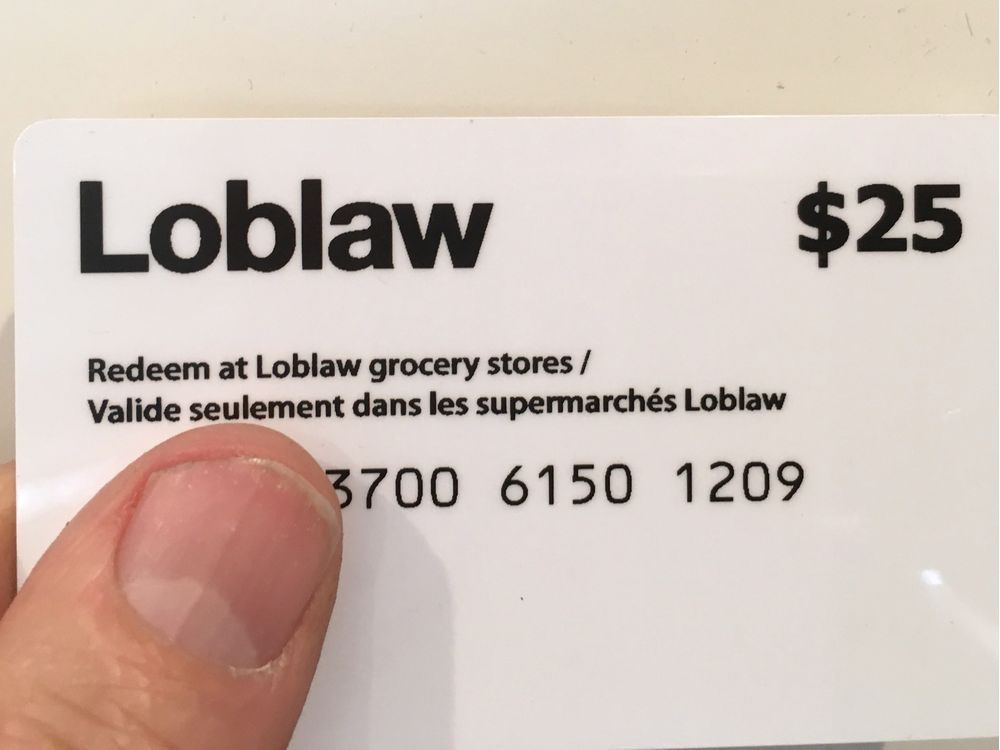 Loblaw
$25
Redeem at Loblaw grocery stores /
Valide seulement dans les supermarchés Loblaw
3700 6150 1209